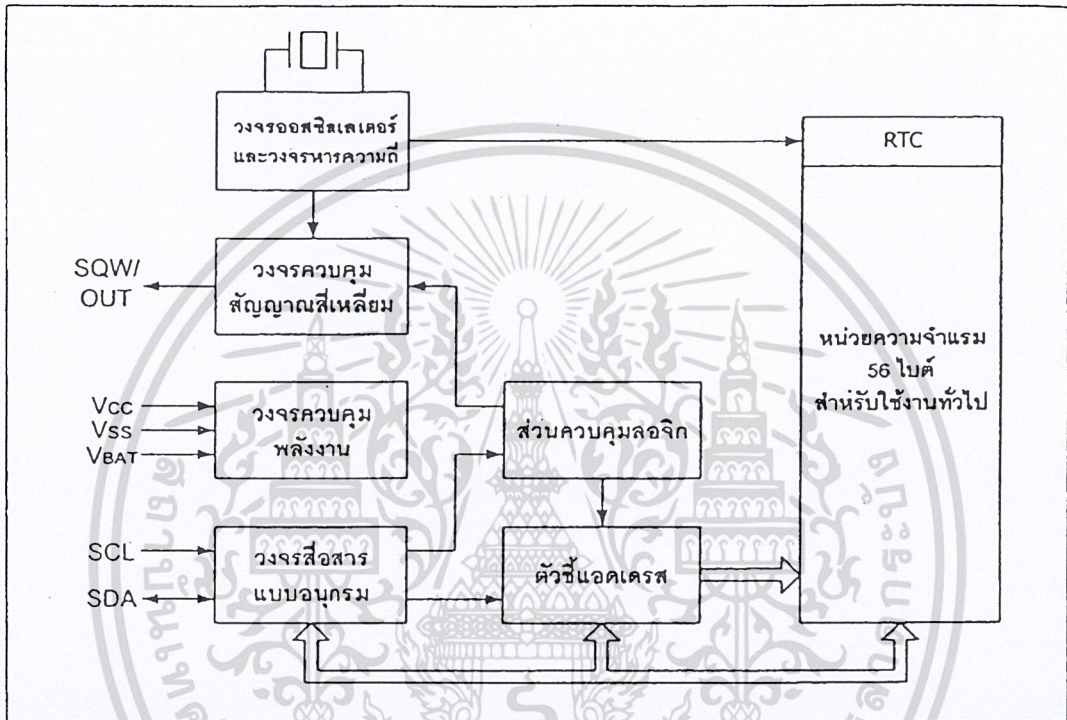 วงจรออสซิลเลเตอร์
และวงจรหารความถี่
RTC
SQW/
OUT
วงจรควบคุม
สัญญาณสี่เหลี่ยม
หน่วยความจำแรม
56 ไบต์
สำหรับใช้งานทั่วไป
VCC
VSS
VBAT
วงจรควบคุม
พลังงาน
ส่วนควบคุมลอจิก
SCL
SDA
วงจรสื่อสาร
แบบอนุกรม
ตัวชี้แอดเดรส